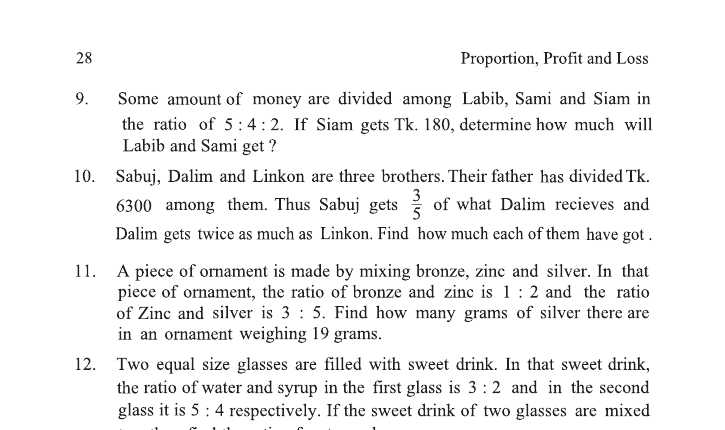 28 Proportion, Profit and Loss
9. Some amount of money are divided among Labib, Sami and Siam in
the ratio of 5 : 4 : 2. If Siam gets Tk. 180, determine how much will
Labib and Sami get ?
10. Sabuj, Dalim and Linkon are three brothers. Their father has divided Tk.
6300 among them. Thus Sabuj gets 3/5 of what Dalim recieves and
Dalim gets twice as much as Linkon. Find how much each of them have got .
11. A piece of ornament is made by mixing bronze, zinc and silver. In that
piece of ornament, the ratio of bronze and zinc is 1 : 2 and the ratio
of Zinc and silver is 3 : 5. Find how many grams of silver there are
in an ornament weighing 19 grams.
12. Two equal size glasses are filled with sweet drink. In that sweet drink,
the ratio of water and syrup in the first glass is 3 : 2 and in the second
glass it is 5 : 4 respectively. If the sweet drink of two glasses are mixed